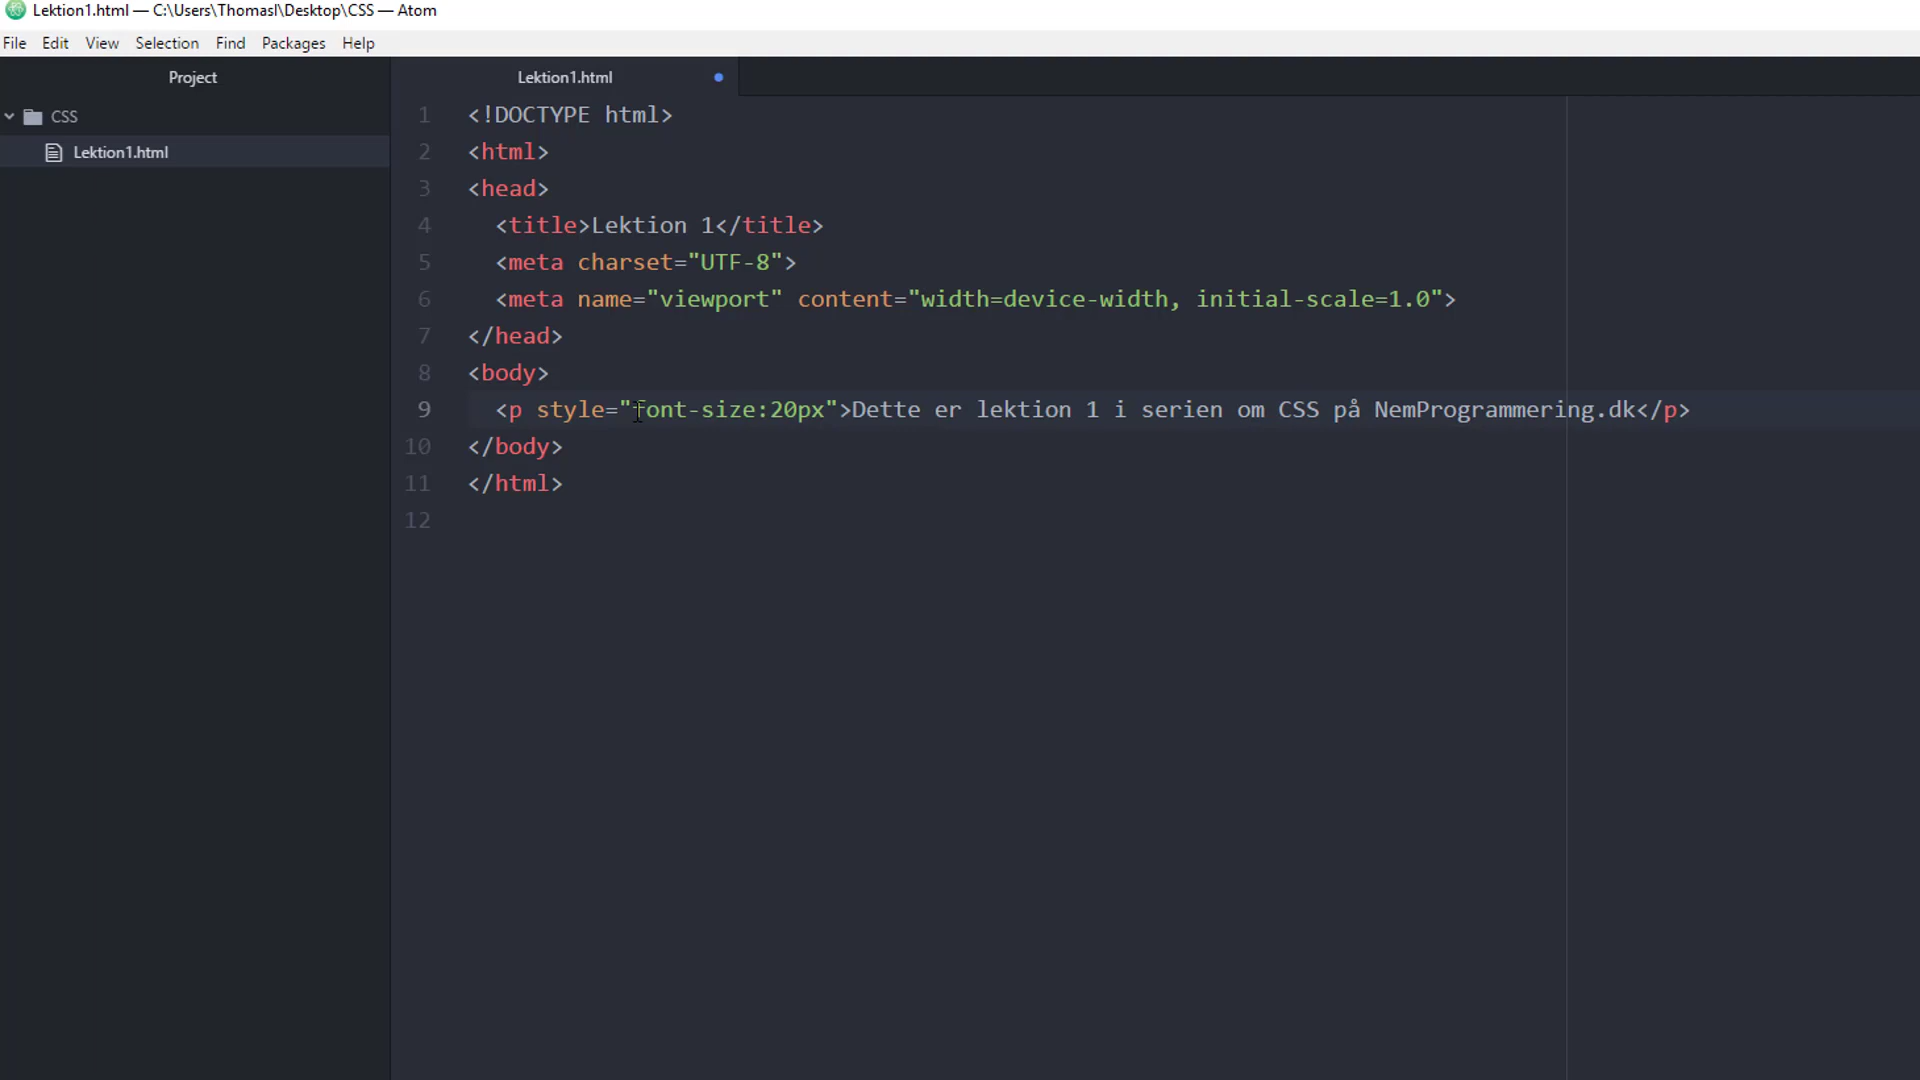 Lektion1.html — C:\Users\Thomasl\Desktop\CSS — Atom
File Edit View Selection Find Packages Help
Project
CSS
Lektion1.html
Lektion1.html
1 <!DOCTYPE html>
2 <html>
3 <head>
4 <title>Lektion 1</title>
5 <meta charset="UTF-8">
6 <meta name="viewport" content="width=device-width, initial-scale=1.0">
7 </head>
8 <body>
9 <p style="font-size:20px">Dette er lektion 1 i serien om CSS på NemProgrammering.dk</p>
10 </body>
11 </html>
12